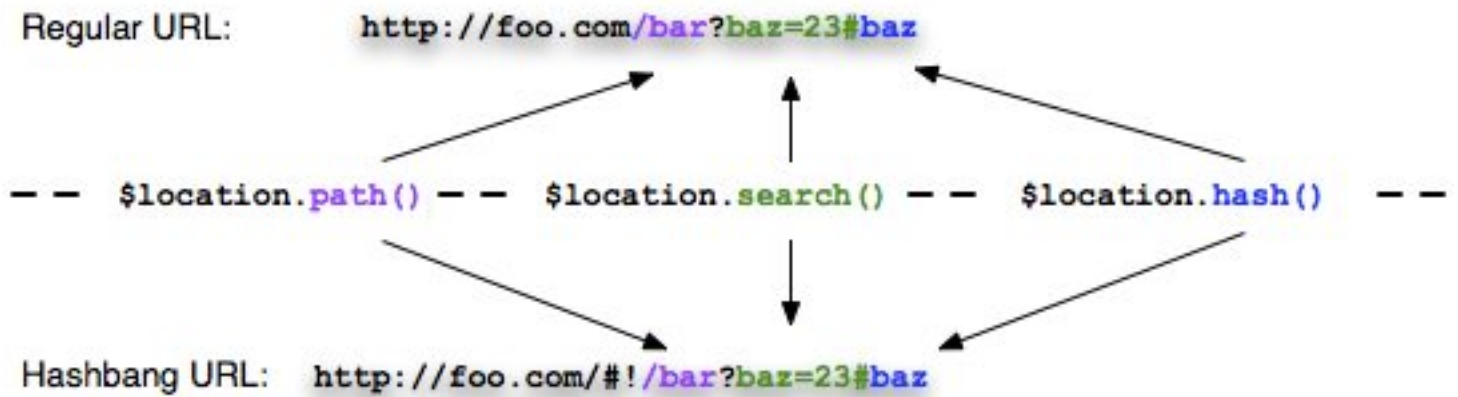 Regular URL: http://foo.com/bar?baz=23#baz
$location.path() $location.search() $location.hash()
Hashbang URL: http://foo.com/#!/bar?baz=23#baz